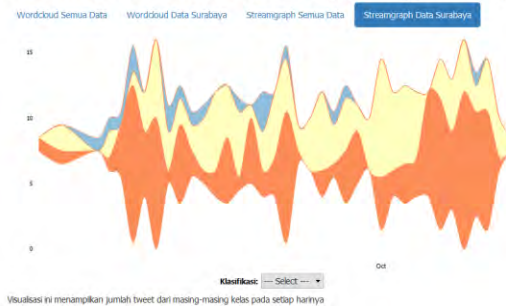 Wordcloud Semua Data Wordcloud Data Surabaya Streamgraph Semua Data Streamgraph Data Surabaya
15
10
5
0
Oct
Klasifikasi: --- Select ---
Visualisasi ini menampilkan jumlah tweet dari masing-masing kelas pada setiap harinya